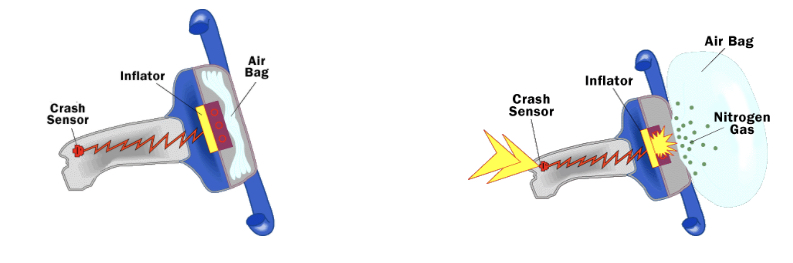 Air
Bag
Inflator
Crash
Sensor
Air Bag
Inflator
Crash
Sensor
Nitrogen
Gas